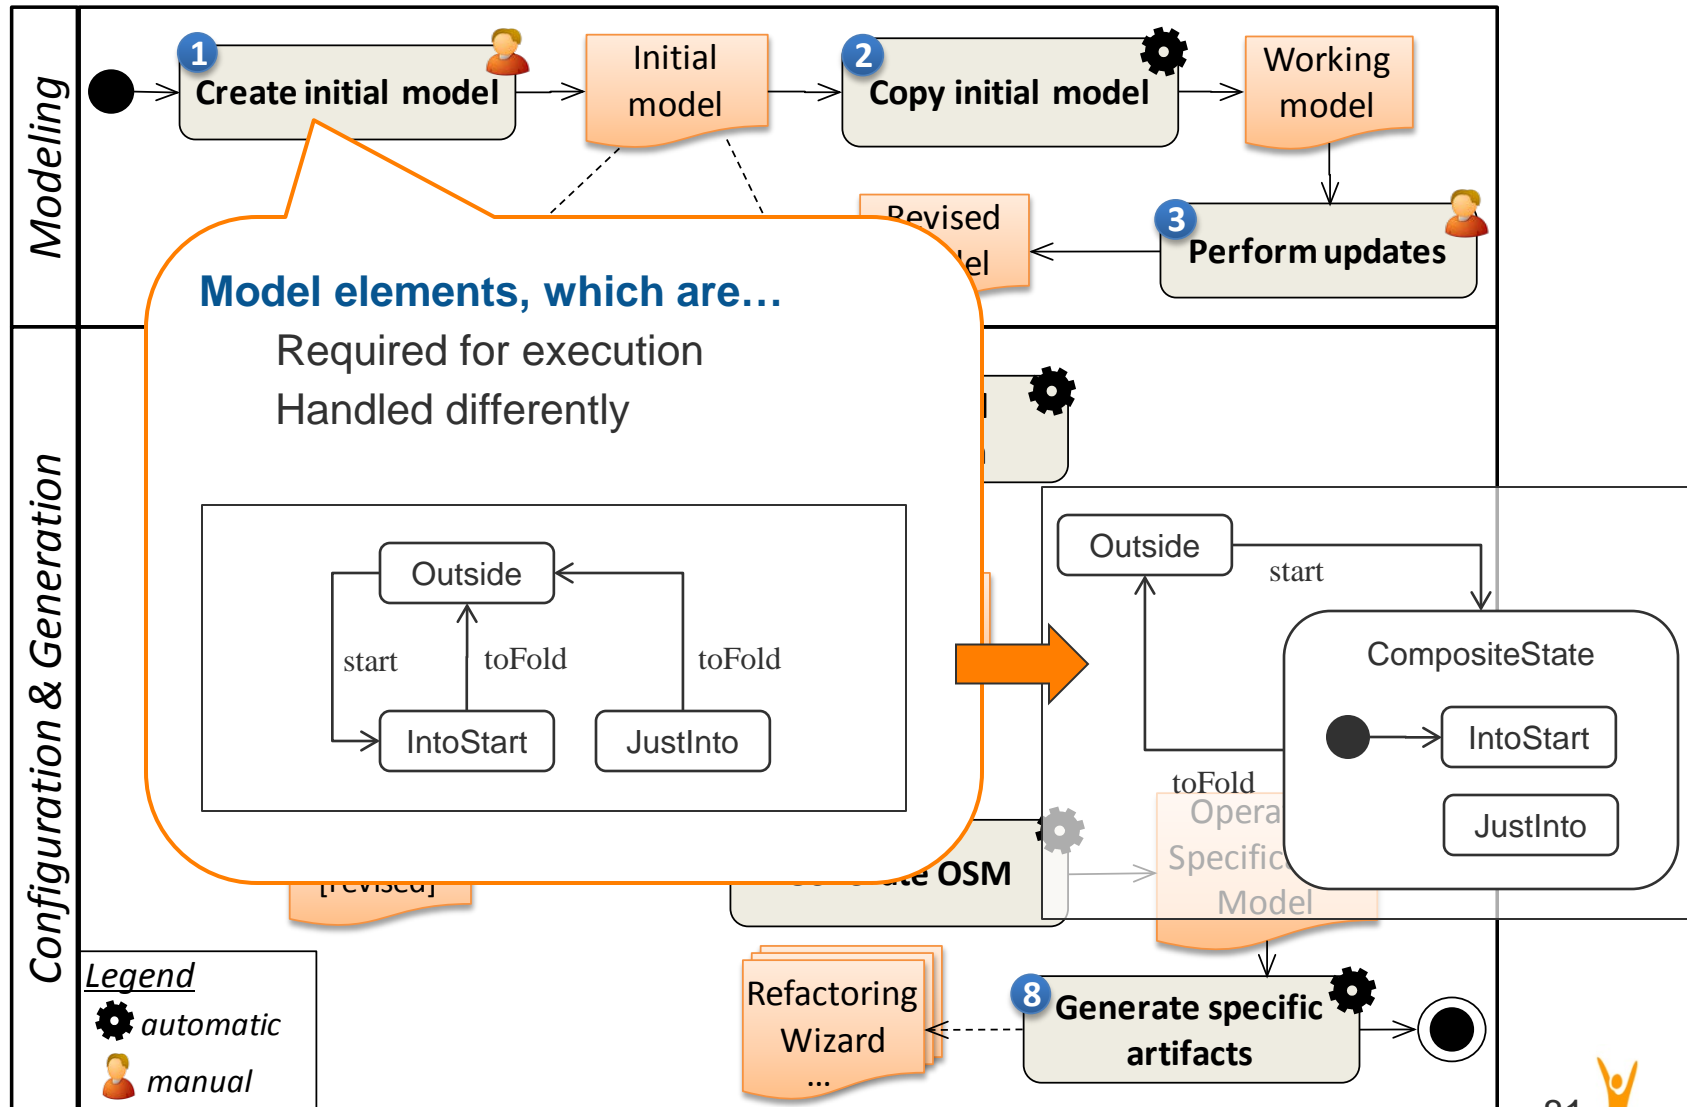 Modeling
1
Create initial model
Initial
model
2
Copy initial model
Working
model
Revised
3
Perform updates
Model elements, which are…
Required for execution
Handled differently
Configuration & Generation
Outside
start
toFold
toFold
IntoStart
JustInto
Outside
start
CompositeState
IntoStart
JustInto
toFold
Model
OSM
[revised]
Legend
automatic
manual
Refactoring
Wizard
...
8
Generate specific
artifacts